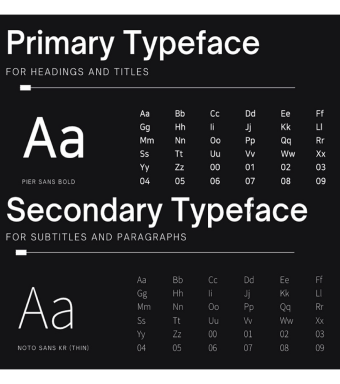 Primary Typeface
FOR HEADINGS AND TITLES
Aa
PIER SANS BOLD
Aa Bb Cc Dd Ee Ff
Gg Hh Ii Jj Kk Ll
Mm Nn Oo Pp Qq Rr
Ss Tt Uu Vv Ww Xx
Yy Zz 00 01 02 03
04 05 06 07 08 09
Secondary Typeface
FOR SUBTITLES AND PARAGRAPHS
Aa
NOTO SANS KR (THIN)
Aa Bb Cc Dd Ee Ff
Gg Hh Ii Jj Kk Ll
Mm Nn Oo Pp Qq Rr
Ss Tt Uu Vv Ww Xx
Yy Zz 00 01 02 03
04 05 06 07 08 09